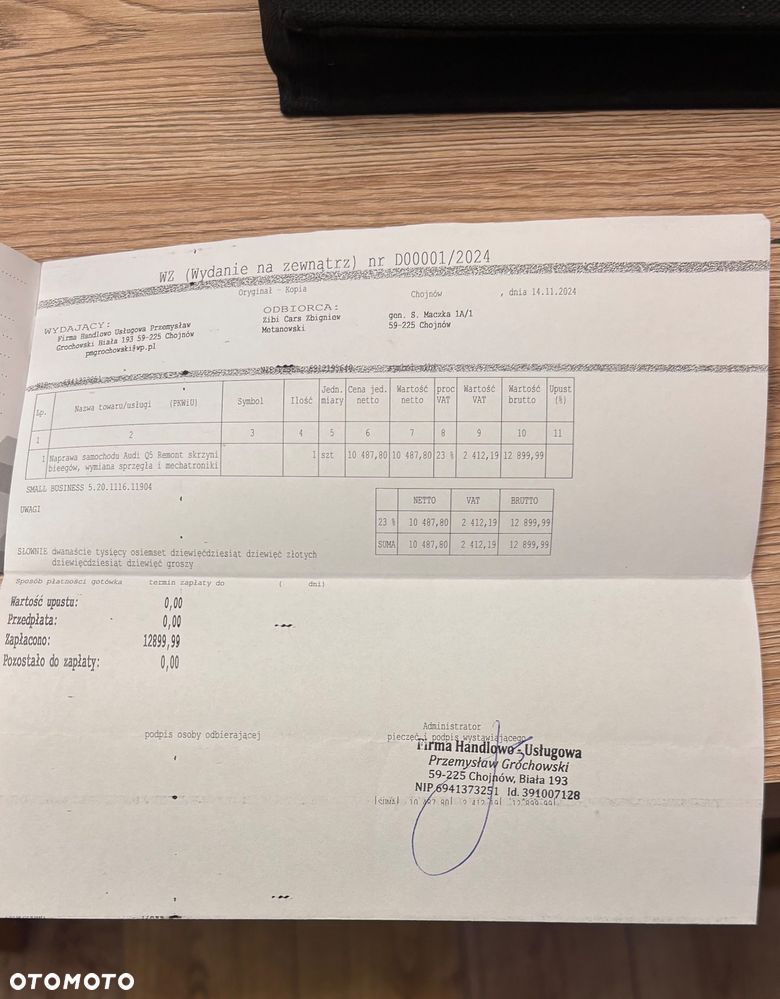 WZ (Wydanie na zewnątrz) nr D00001/2024
Oryginał - Kopia
Chojnów , dnia 14.11.2024
WYDAJĄCY:
Firma Handlowo Usługowa Przemysław
Grochowski Biała 193 59-225 Chojnów
pmgrochowski@vp.pl
ODBIORCA:
Zibi Cars Zbigniew
Metanowski
gen. S. Maczka 1A/1
59-225 Chojnów
Lp. Nazwa towaru/usługi (PKWiU) Symbol Ilość Jedn. miary Cena jed. netto Wartość netto proc VAT Wartość VAT Wartość brutto Upust (%)
1 2 3 4 5 6 7 8 9 10 11
1 Naprawa samochodu Audi Q5 Remont skrzyni 1 szt 10 487,80 10 487,80 23 % 2 412,19 12 899,99
bieegów, wymiana sprzęgła i mechatroniki
SMALL BUSINESS 5.20.1116.11904
UWAGI
NETTO VAT BRUTTO
23 % 10 487,80 2 412,19 12 899,99
SUMA 10 487,80 2 412,19 12 899,99
SŁOWNIE dwanaście tysięcy osiemset dziewięćdziesiąt dziewięć złotych
dziewięćdziesiąt dziewięć groszy
Sposób płatności gotówka termin zapłaty do ( dni)
Wartość upustu: 0,00
Przedpłata: 0,00
Zapłacono: 12899,99
Pozostało do zapłaty: 0,00
podpis osoby odbierającej
Administrator
pieczęć i podpis wystawiającego
Firma Handlowo - Usługowa
Przemysław Grochowski
59-225 Chojnów, Biała 193
NIP 6941373251 Id. 391007128
OTOMOTO